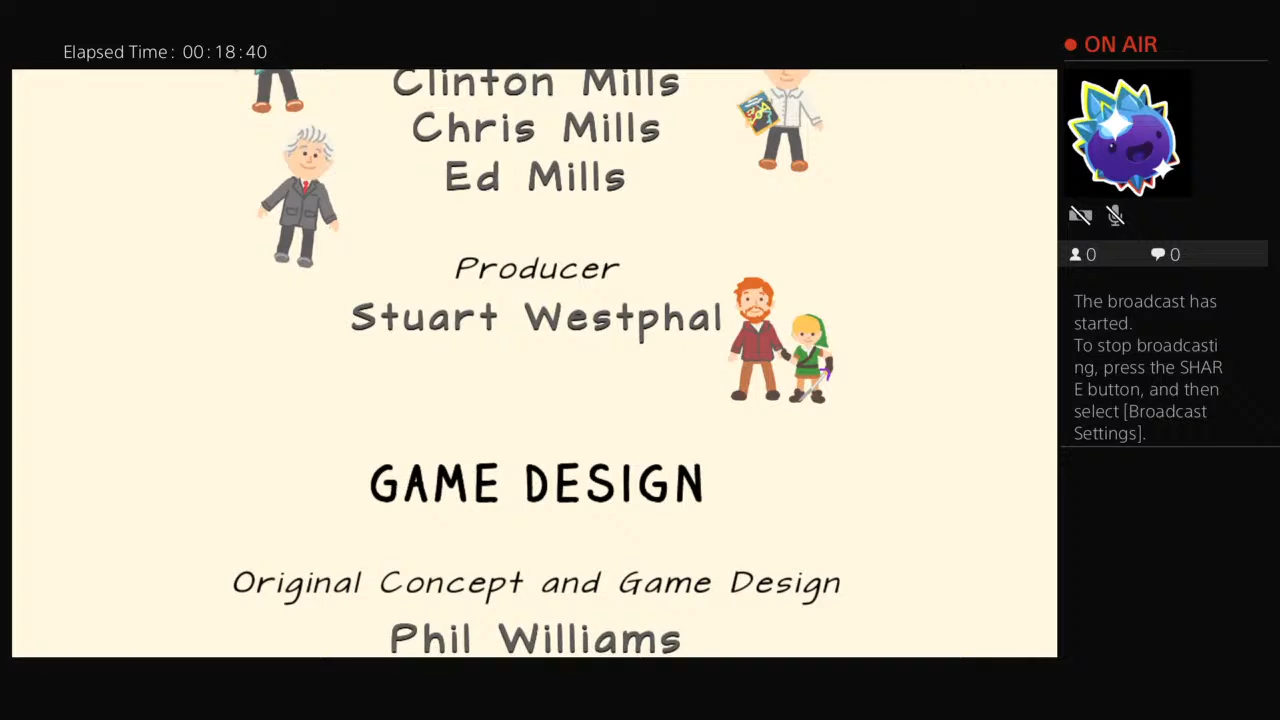 Elapsed Time: 00:18:40
ON AIR
Clinton Mills
Chris Mills
Ed Mills
Producer
Stuart Westphal
GAME DESIGN
Original Concept and Game Design
Phil Williams
0 0
The broadcast has
started.
To stop broadcasti
ng, press the SHAR
E button, and then
select [Broadcast
Settings].